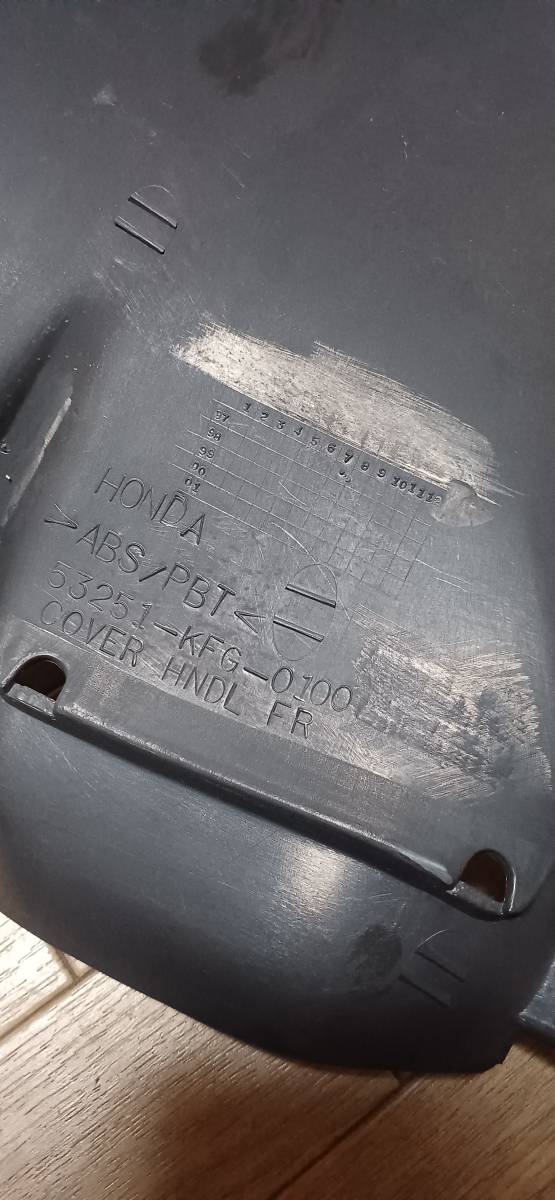 1 2 3 4 5 6 7 8 9 10 11 12
97
98
99
00
01
HONDA
>ABS/PBT<
53251-KFG-0100
COVER HNDL FR